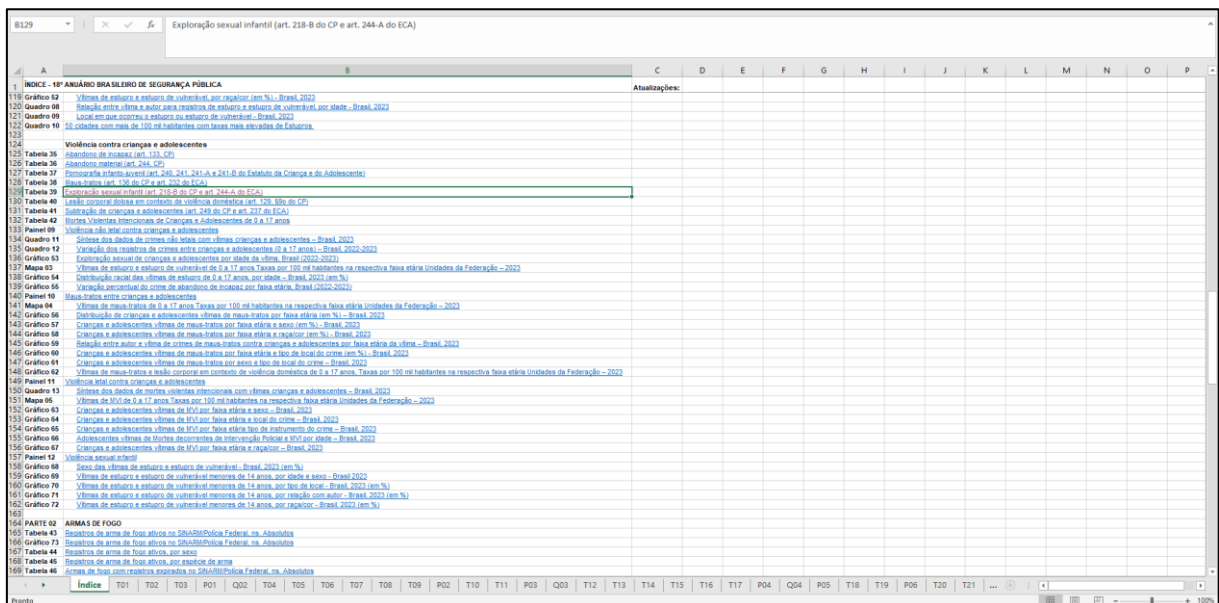 B129 fx Exploração sexual infantil (art. 218-B do CP e art. 244-A do ECA)
A B C D E F G H I J K L M N O P
1 ÍNDICE - 18º ANUÁRIO BRASILEIRO DE SEGURANÇA PÚBLICA Atualizações:
119 Gráfico 52 Vítimas de estupro e estupro de vulnerável, por raça/cor (em %) - Brasil, 2023
120 Quadro 08 Relação entre vítima e autor para registros de estupro e estupro de vulnerável, por idade - Brasil, 2023
121 Quadro 09 Local em que ocorreu o estupro ou estupro de vulnerável - Brasil, 2023
122 Quadro 10 50 cidades com mais de 100 mil habitantes com taxas mais elevadas de Estupros
123
124 Violência contra crianças e adolescentes
125 Tabela 35 Abandono de incapaz (art. 133, CP)
126 Tabela 36 Abandono material (art. 244, CP)
127 Tabela 37 Pornografia infanto-juvenil (art. 240, 241, 241-A e 241-B do Estatuto da Criança e do Adolescente)
128 Tabela 38 Maus-tratos (art. 136 do CP e art. 232 do ECA)
129 Tabela 39 Exploração sexual infantil (art. 218-B do CP e art. 244-A do ECA)
130 Tabela 40 Lesão corporal dolosa em contexto de violência doméstica (art. 129, §9o do CP)
131 Tabela 41 Subtração de crianças e adolescentes (art. 249 do CP e art. 237 do ECA)
132 Tabela 42 Mortes Violentas Intencionais de Crianças e Adolescentes de 0 a 17 anos
133 Painel 09 Violência não letal contra crianças e adolescentes
134 Quadro 11 Síntese dos dados de crimes não letais com vítimas crianças e adolescentes – Brasil, 2023
135 Quadro 12 Variação dos registros de crimes entre crianças e adolescentes (0 a 17 anos) – Brasil, 2022-2023
136 Gráfico 53 Exploração sexual de crianças e adolescentes por idade da vítima, Brasil (2022-2023)
137 Mapa 03 Vítimas de estupro e estupro de vulnerável de 0 a 17 anos Taxas por 100 mil habitantes na respectiva faixa etária Unidades da Federação – 2023
138 Gráfico 54 Distribuição racial das vítimas de estupro de 0 a 17 anos, por idade – Brasil, 2023 (em %)
139 Gráfico 55 Variação percentual do crime de abandono de incapaz por faixa etária, Brasil (2022-2023)
140 Painel 10 Maus-tratos entre crianças e adolescentes
141 Mapa 04 Vítimas de maus-tratos de 0 a 17 anos Taxas por 100 mil habitantes na respectiva faixa etária Unidades da Federação – 2023
142 Gráfico 56 Distribuição de crianças e adolescentes vítimas de maus-tratos por faixa etária (em %) – Brasil, 2023
143 Gráfico 57 Crianças e adolescentes vítimas de maus-tratos por faixa etária e sexo (em %) - Brasil, 2023
144 Gráfico 58 Crianças e adolescentes vítimas de maus-tratos por faixa etária e raça/cor (em %) - Brasil, 2023
145 Gráfico 59 Relação entre autor e vítima de crimes de maus-tratos contra crianças e adolescentes por faixa etária da vítima – Brasil, 2023
146 Gráfico 60 Crianças e adolescentes vítimas de maus-tratos por faixa etária e tipo de local do crime (em %) - Brasil, 2023
147 Gráfico 61 Crianças e adolescentes vítimas de maus-tratos por sexo e tipo de local do crime – Brasil, 2023
148 Gráfico 62 Vítimas de maus-tratos e lesão corporal em contexto de violência doméstica de 0 a 17 anos, Taxas por 100 mil habitantes na respectiva faixa etária Unidades da Federação – 2023
149 Painel 11 Violência letal contra crianças e adolescentes
150 Quadro 13 Síntese dos dados de mortes violentas intencionais com vítimas crianças e adolescentes – Brasil, 2023
151 Mapa 05 Vítimas de MVI de 0 a 17 anos Taxas por 100 mil habitantes na respectiva faixa etária Unidades da Federação – 2023
152 Gráfico 63 Crianças e adolescentes vítimas de MVI por faixa etária e sexo – Brasil, 2023
153 Gráfico 64 Crianças e adolescentes vítimas de MVI por faixa etária e local do crime – Brasil, 2023
154 Gráfico 65 Crianças e adolescentes vítimas de MVI por faixa etária tipo de instrumento do crime – Brasil, 2023
155 Gráfico 66 Adolescentes vítimas de Mortes decorrentes de Intervenção Policial e MVI por idade – Brasil, 2023
156 Gráfico 67 Crianças e adolescentes vítimas de MVI por faixa etária e raça/cor – Brasil, 2023
157 Painel 12 Violência sexual infantil
158 Gráfico 68 Sexo das vítimas de estupro e estupro de vulnerável - Brasil, 2023 (em %)
159 Gráfico 69 Vítimas de estupro e estupro de vulnerável menores de 14 anos, por idade e sexo - Brasil 2023
160 Gráfico 70 Vítimas de estupro e estupro de vulnerável menores de 14 anos, por tipo de local - Brasil, 2023 (em %)
161 Gráfico 71 Vítimas de estupro e estupro de vulnerável menores de 14 anos, por relação com autor - Brasil, 2023 (em %)
162 Gráfico 72 Vítimas de estupro e estupro de vulnerável menores de 14 anos, por raça/cor - Brasil, 2023 (em %)
163
164 PARTE 02 ARMAS DE FOGO
165 Tabela 43 Registros de arma de fogo ativos no SINARM/Polícia Federal, ns. Absolutos
166 Gráfico 73 Registros de arma de fogo ativos no SINARM/Polícia Federal, ns. Absolutos
167 Tabela 44 Registros de arma de fogo ativos, por sexo
168 Tabela 45 Registros de arma de fogo ativos, por espécie de arma
169 Tabela 46 Armas de fogo com registros expirados no SINARM/Polícia Federal, ns. Absolutos
Índice T01 T02 T03 P01 Q02 T04 T05 T06 T07 T08 T09 P02 T10 T11 P03 Q03 T12 T13 T14 T15 T16 T17 P04 Q04 P05 T18 T19 P06 T20 T21 ...
Pronto 100%